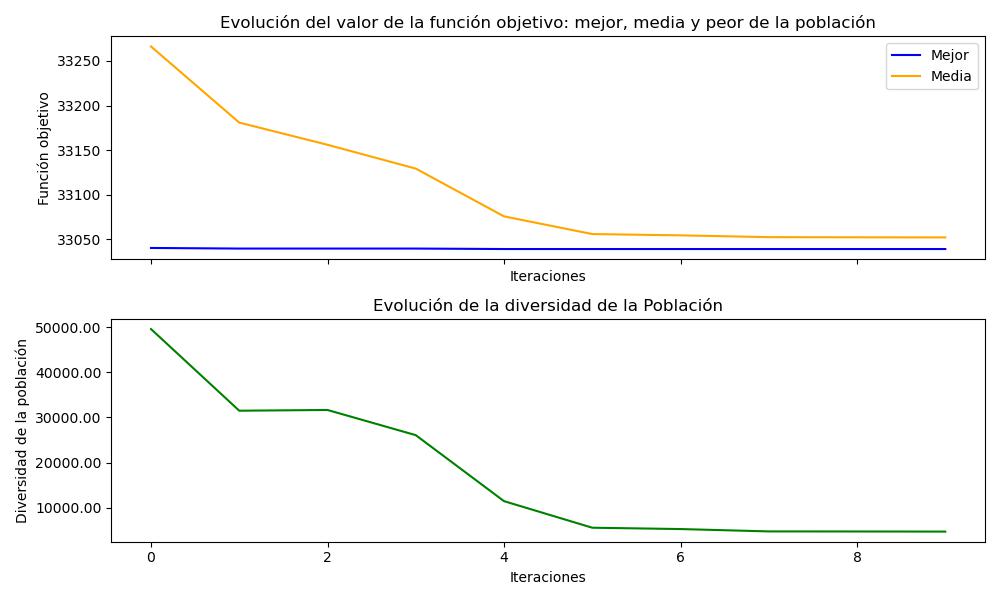 Evolución del valor de la función objetivo: mejor, media y peor de la población
33250
33200
33150
33100
33050
Función objetivo
Mejor
Media
Iteraciones
Evolución de la diversidad de la Población
50000.00
40000.00
30000.00
20000.00
10000.00
Diversidad de la población
0 2 4 6 8
Iteraciones